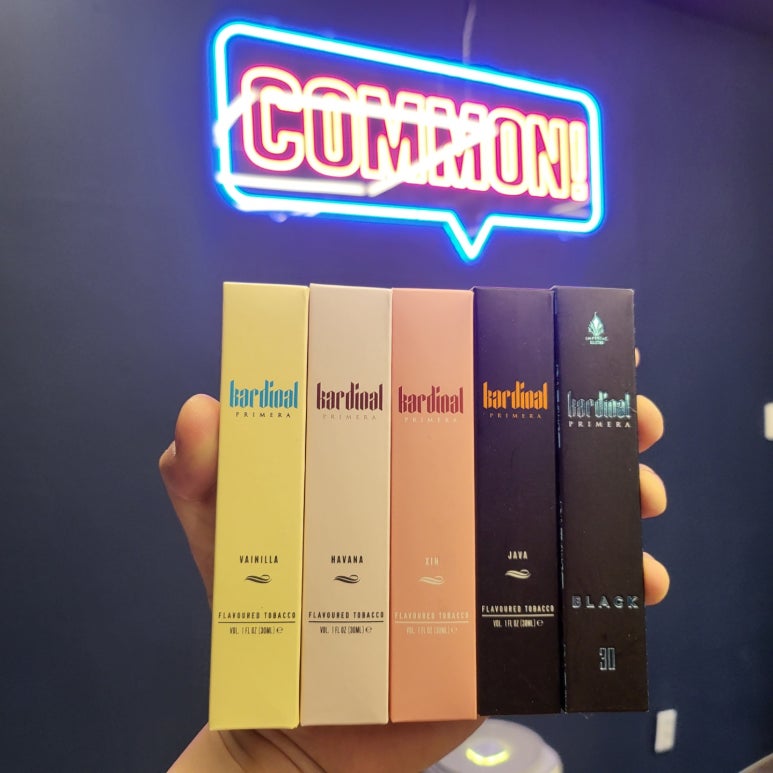 COMMON!
kardinal
PRIMERA
VAINILLA
FLAVOURED TOBACCO
VOL. 1 FL OZ (30ML) ℮
kardinal
PRIMERA
HAVANA
FLAVOURED TOBACCO
VOL. 1 FL OZ (30ML) ℮
kardinal
PRIMERA
XIN
FLAVOURED TOBACCO
VOL. 1 FL OZ (30ML) ℮
kardinal
PRIMERA
JAVA
FLAVOURED TOBACCO
VOL. 1 FL OZ (30ML) ℮
kardinal
PRIMERA
BLACK
30